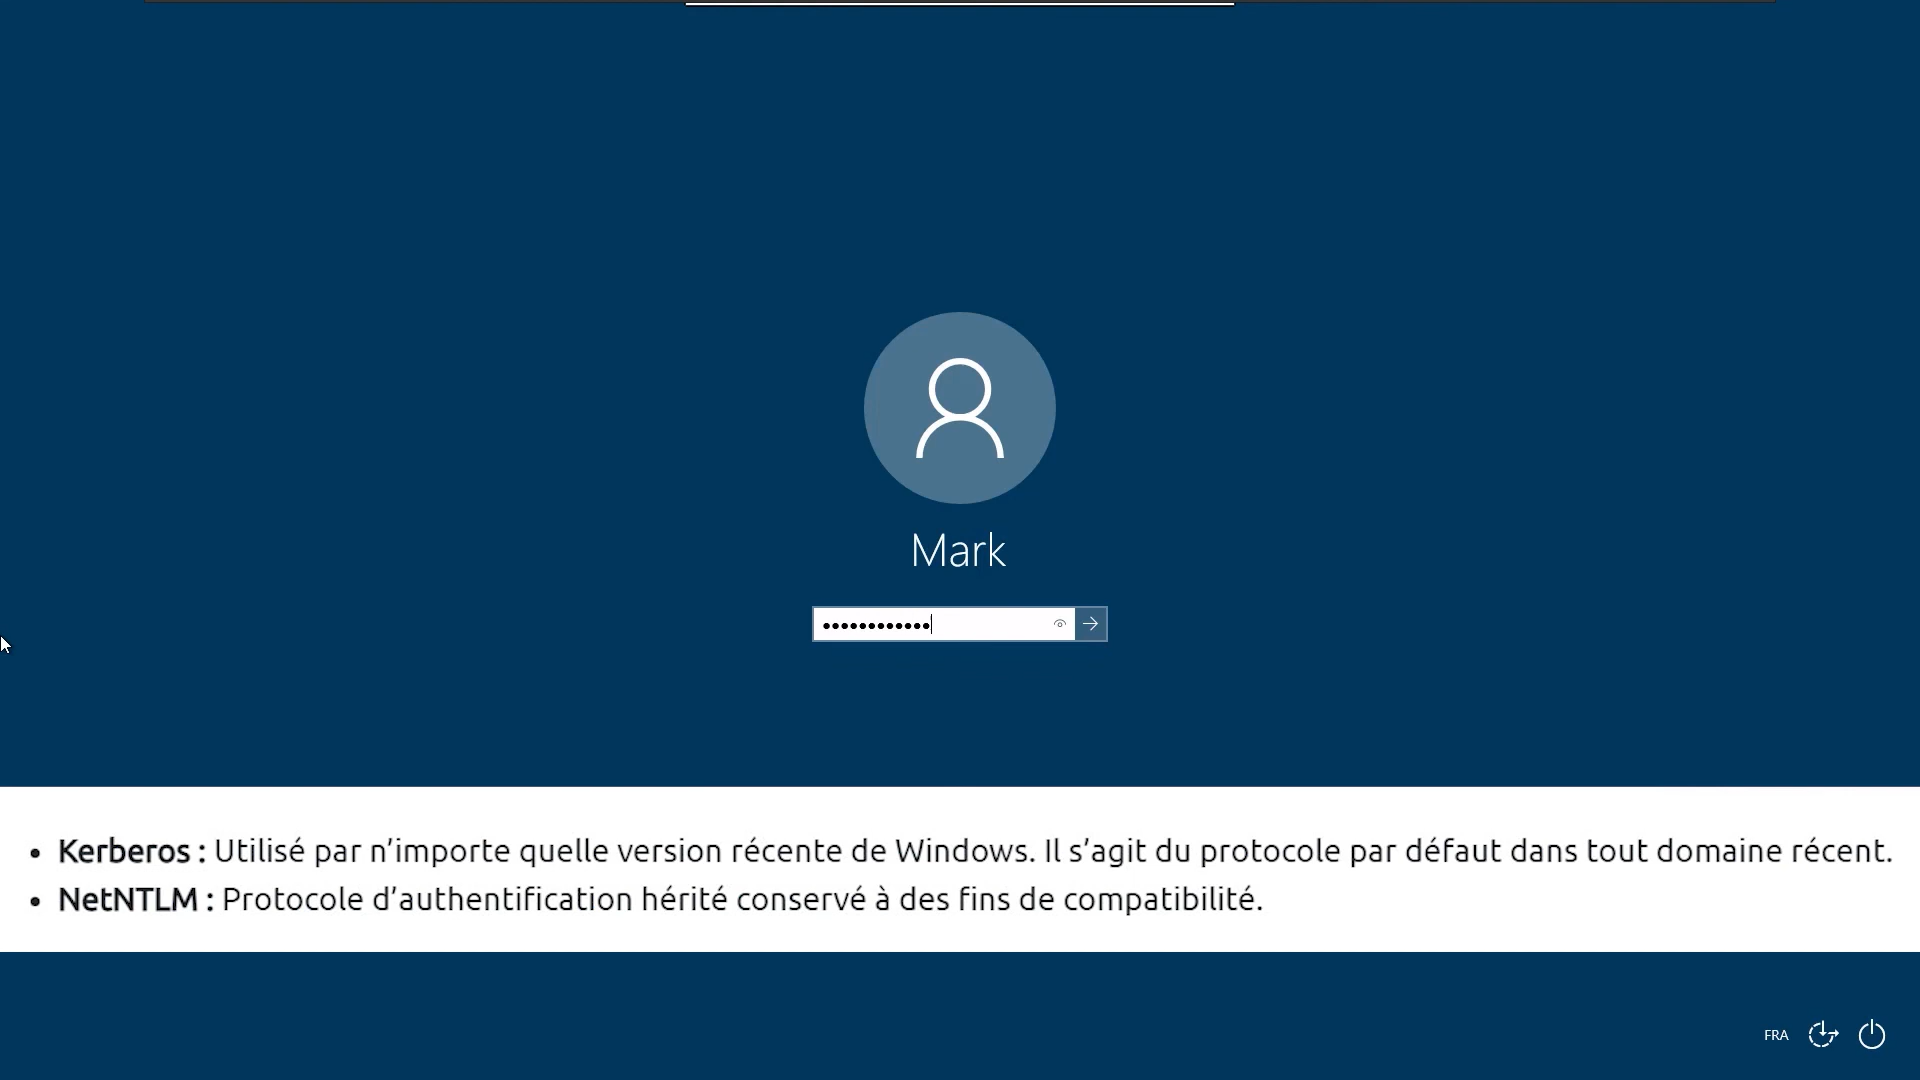 Mark
• Kerberos : Utilisé par n’importe quelle version récente de Windows. Il s’agit du protocole par défaut dans tout domaine récent.
• NetNTLM : Protocole d’authentification hérité conservé à des fins de compatibilité.
FRA